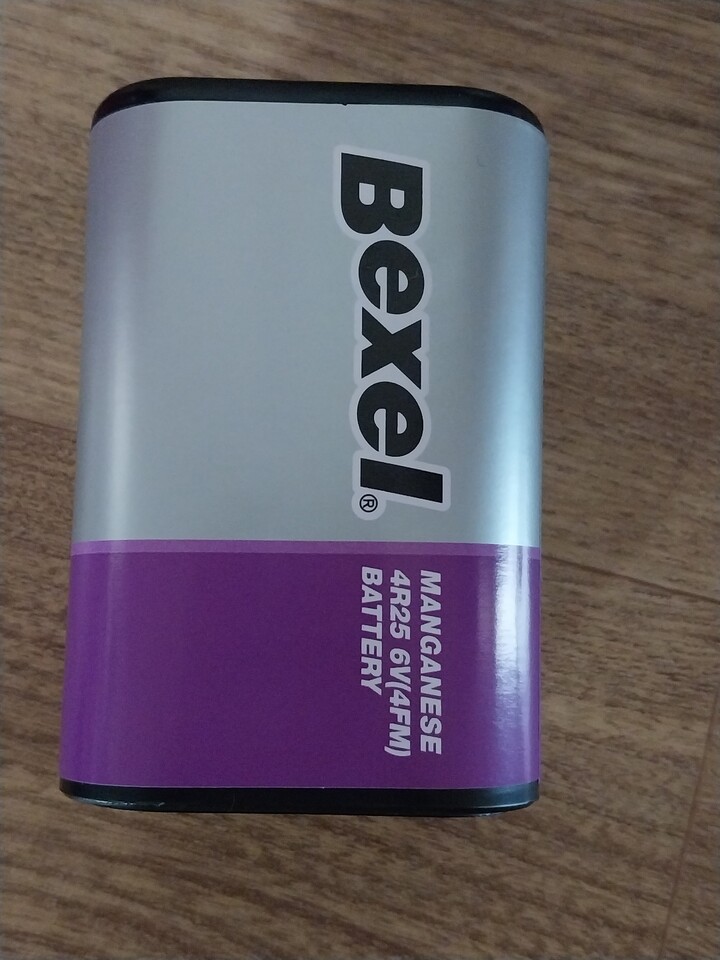 Bexel®
MANGANESE
4R25 6V(4FM)
BATTERY